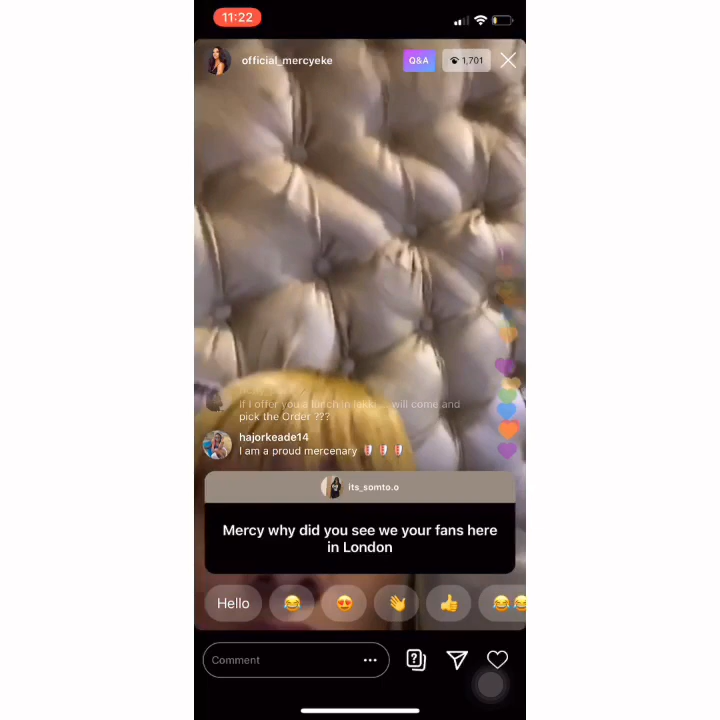 11:22
official_mercyeke
Q&A
1,701
If I offer you a lunch in lekki ... will come and
pick the Order ???
hajorkeade14
I am a proud mercenary
its_somto.o
Mercy why did you see we your fans here
in London
Hello
Comment